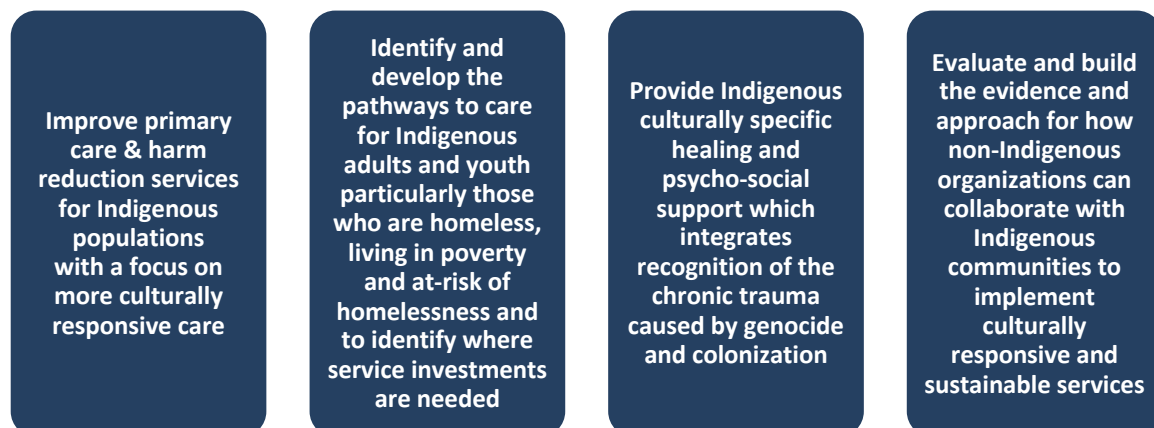 Improve primary
care & harm
reduction services
for Indigenous
populations
with a focus on
more culturally
responsive care
Identify and
develop the
pathways to care
for Indigenous
adults and youth
particularly those
who are homeless,
living in poverty
and at-risk of
homelessness and
to identify where
service investments
are needed
Provide Indigenous
culturally specific
healing and
psycho-social
support which
integrates
recognition of the
chronic trauma
caused by genocide
and colonization
Evaluate and build
the evidence and
approach for how
non-Indigenous
organizations can
collaborate with
Indigenous
communities to
implement
culturally
responsive and
sustainable services